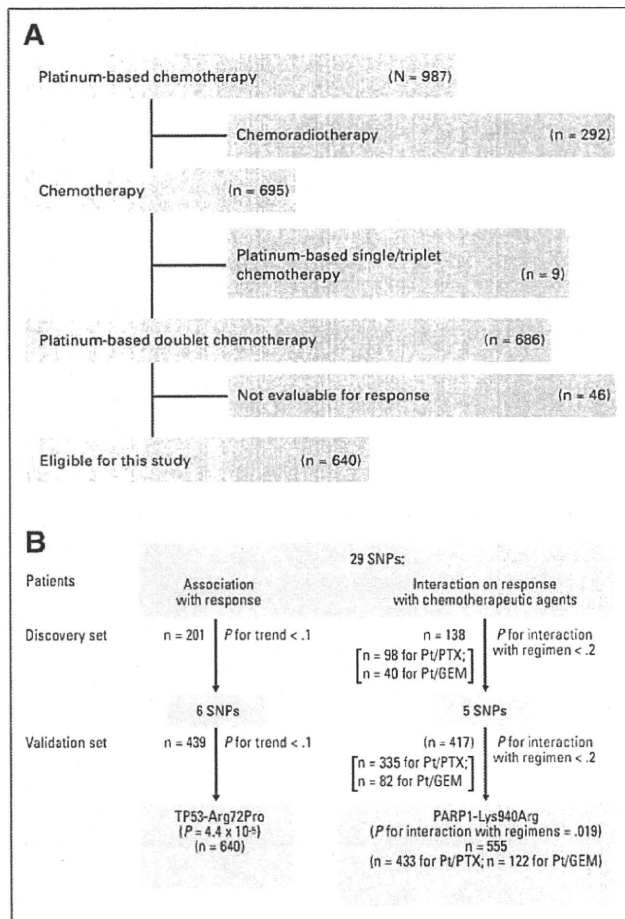 A
Platinum-based chemotherapy (N = 987)
Chemoradiotherapy (n = 292)
Chemotherapy (n = 695)
Platinum-based single/triplet
chemotherapy (n = 9)
Platinum-based doublet chemotherapy (n = 686)
Not evaluable for response (n = 46)
Eligible for this study (n = 640)
B
29 SNPs:
Patients
Association
with response
Interaction on response
with chemotherapeutic agents
Discovery set
n = 201 P for trend < .1
n = 138
[n = 98 for Pt/PTX;
n = 40 for Pt/GEM]
P for interaction
with regimen < .2
6 SNPs
5 SNPs
Validation set
n = 439 P for trend < .1
(n = 417)
[n = 335 for Pt/PTX;
n = 82 for Pt/GEM]
P for interaction
with regimen < .2
TP53-Arg72Pro
(P = 4.4 x 10⁻⁵)
(n = 640)
PARP1-Lys940Arg
(P for interaction with regimens = .019)
n = 555
(n = 433 for Pt/PTX; n = 122 for Pt/GEM)